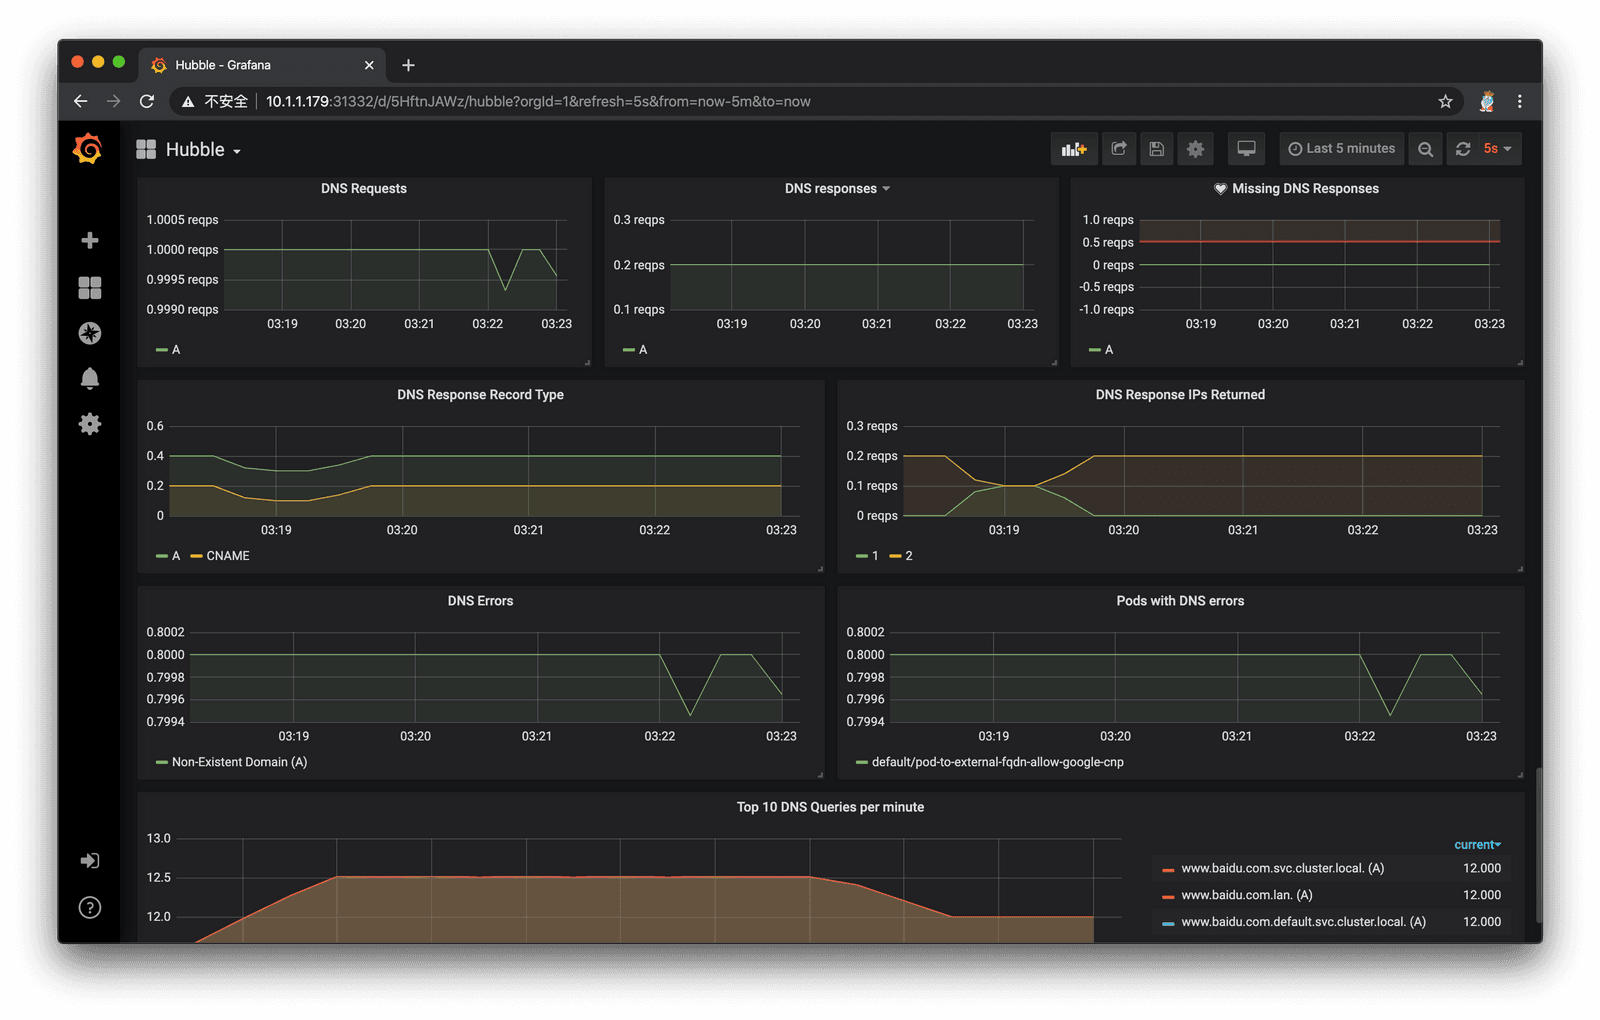 Hubble - Grafana
不安全 10.1.1.179:31332/d/5HftnJAWz/hubble?orgId=1&refresh=5s&from=now-5m&to=now
Hubble
Last 5 minutes
5s
DNS Requests
1.0005 reqps
1.0000 reqps
0.9995 reqps
0.9990 reqps
03:19 03:20 03:21 03:22 03:23
A
DNS responses
0.3 reqps
0.2 reqps
0.1 reqps
03:19 03:20 03:21 03:22 03:23
A
Missing DNS Responses
1.0 reqps
0.5 reqps
0 reqps
-0.5 reqps
-1.0 reqps
03:19 03:20 03:21 03:22 03:23
A
DNS Response Record Type
0.6
0.4
0.2
0
03:19 03:20 03:21 03:22 03:23
A CNAME
DNS Response IPs Returned
0.3 reqps
0.2 reqps
0.1 reqps
0 reqps
03:19 03:20 03:21 03:22 03:23
1 2
DNS Errors
0.8002
0.8000
0.7998
0.7996
0.7994
03:19 03:20 03:21 03:22 03:23
Non-Existent Domain (A)
Pods with DNS errors
0.8002
0.8000
0.7998
0.7996
0.7994
03:19 03:20 03:21 03:22 03:23
default/pod-to-external-fqdn-allow-google-cnp
Top 10 DNS Queries per minute
13.0
12.5
12.0
current
www.baidu.com.svc.cluster.local. (A) 12.000
www.baidu.com.lan. (A) 12.000
www.baidu.com.default.svc.cluster.local. (A) 12.000